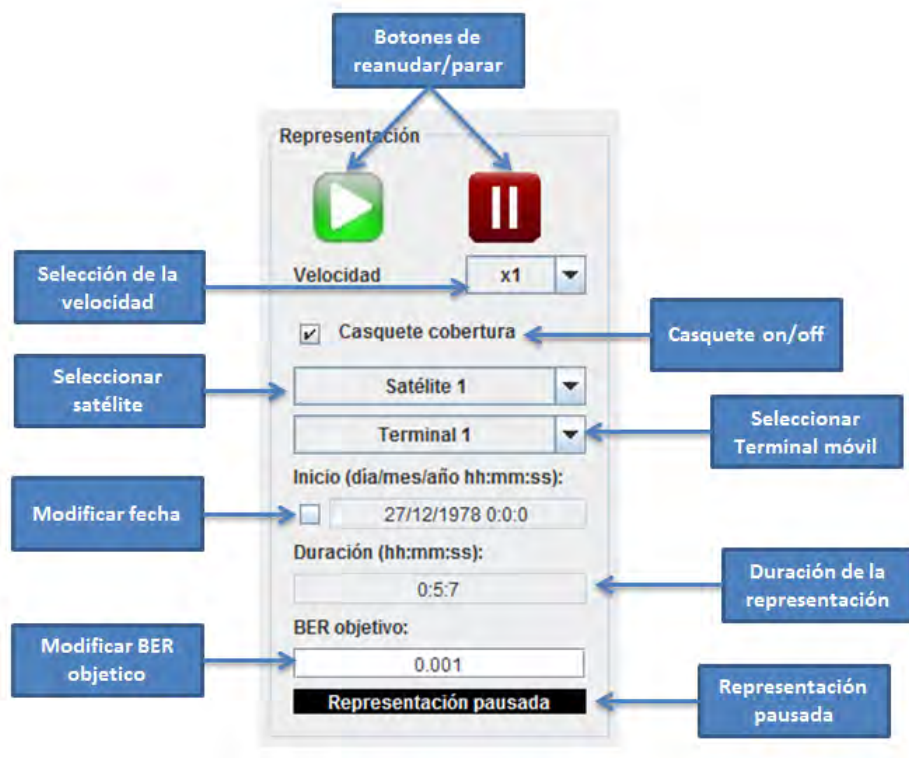 Botones de
reanudar/parar
Representación
Selección de la
velocidad
Velocidad
x1
Casquete cobertura
Casquete on/off
Seleccionar
satélite
Satélite 1
Terminal 1
Seleccionar
Terminal móvil
Inicio (día/mes/año hh:mm:ss):
Modificar fecha
27/12/1978 0:0:0
Duración (hh:mm:ss):
0:5:7
Duración de la
representación
BER objetivo:
Modificar BER
objetico
0.001
Representación pausada
Representación
pausada